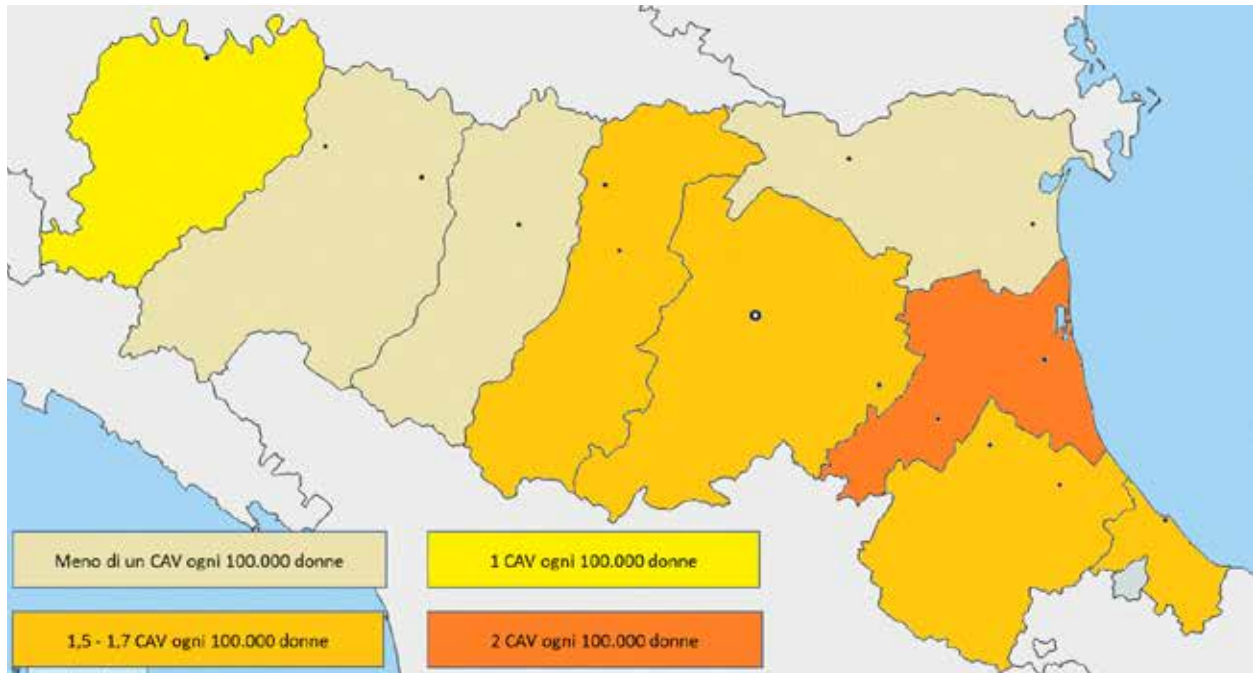 Meno di un CAV ogni 100.000 donne
1 CAV ogni 100.000 donne
1,5 - 1.7 CAV ogni 100.000 donne
2 CAV ogni 100.000 donne